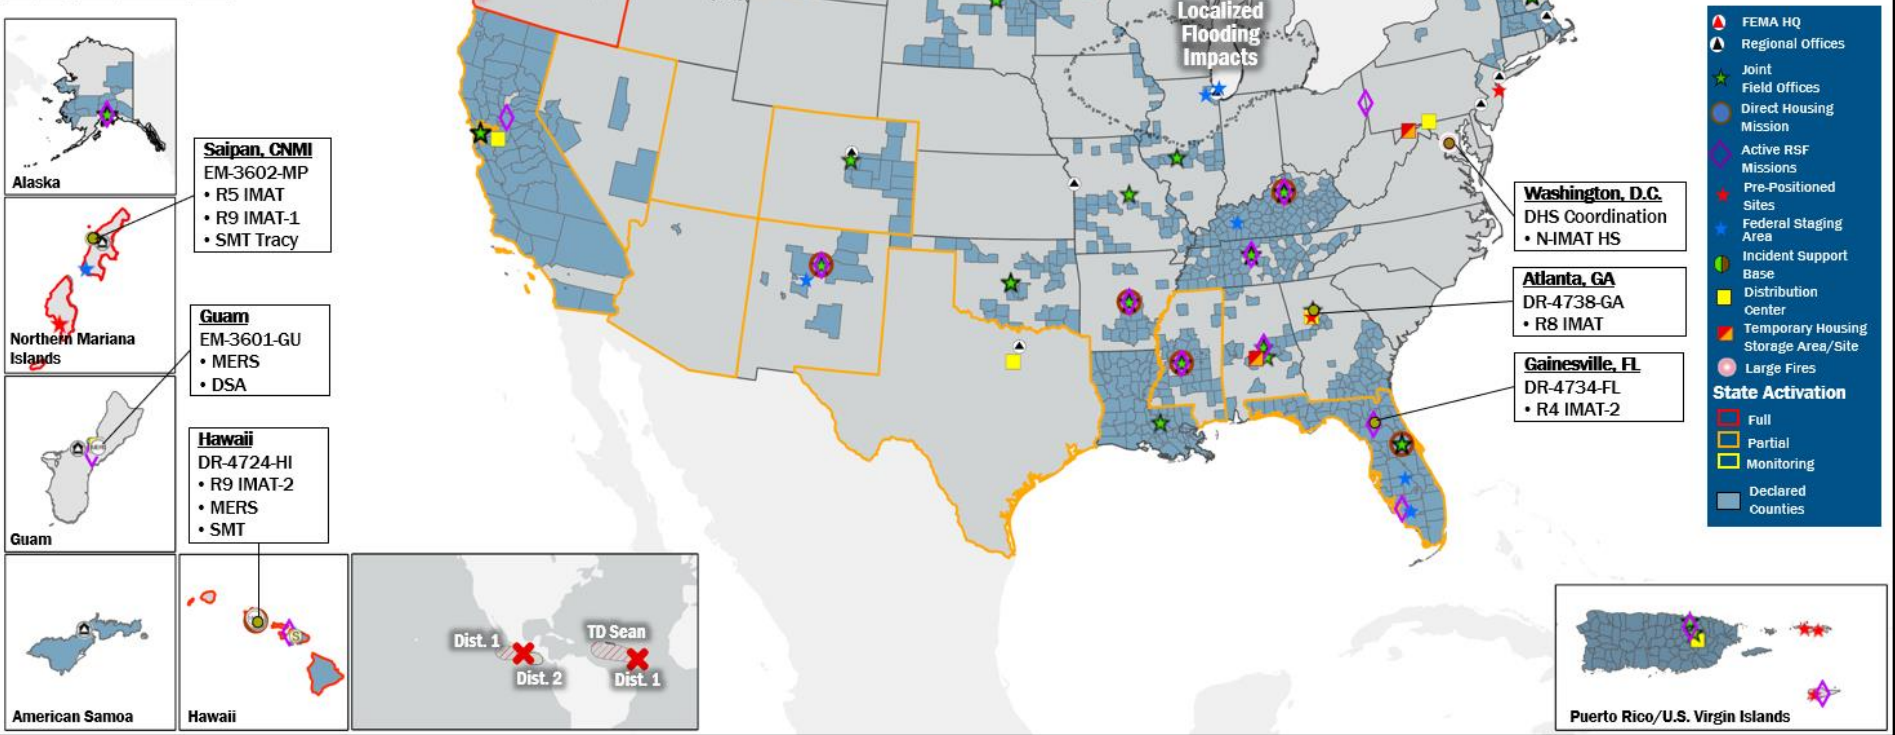 Localized
Flooding
Impacts
Alaska
Saipan, CNMI
EM-3602-MP
• R5 IMAT
• R9 IMAT-1
• SMT Tracy
Northern Mariana
Islands
Guam
EM-3601-GU
• MERS
• DSA
Guam
Hawaii
DR-4724-HI
• R9 IMAT-2
• MERS
• SMT
American Samoa
Hawaii
Dist. 1
Dist. 2
TD Sean
Dist. 1
Washington, D.C.
DHS Coordination
• N-IMAT HS
Atlanta, GA
DR-4738-GA
• R8 IMAT
Gainesville, FL
DR-4734-FL
• R4 IMAT-2
Puerto Rico/U.S. Virgin Islands
FEMA HQ
Regional Offices
Joint
Field Offices
Direct Housing
Mission
Active RSF
Missions
Pre-Positioned
Sites
Federal Staging
Area
Incident Support
Base
Distribution
Center
Temporary Housing
Storage Area/Site
Large Fires
State Activation
Full
Partial
Monitoring
Declared
Counties